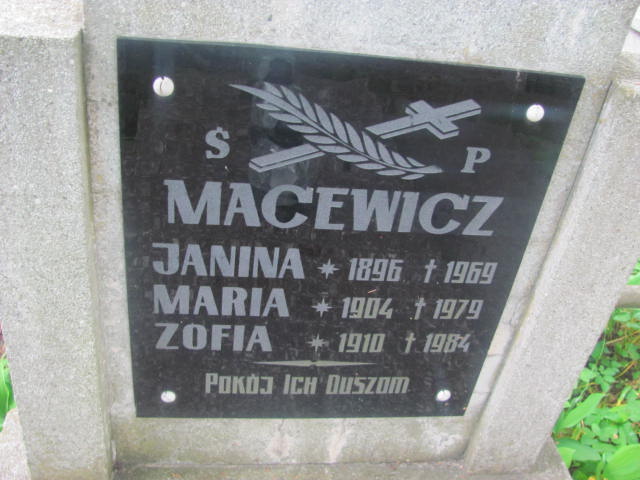 Ś P
MACEWICZ
JANINA * 1896 † 1969
MARIA * 1904 † 1979
ZOFIA * 1910 † 1984
POKÓJ ICH DUSZOM